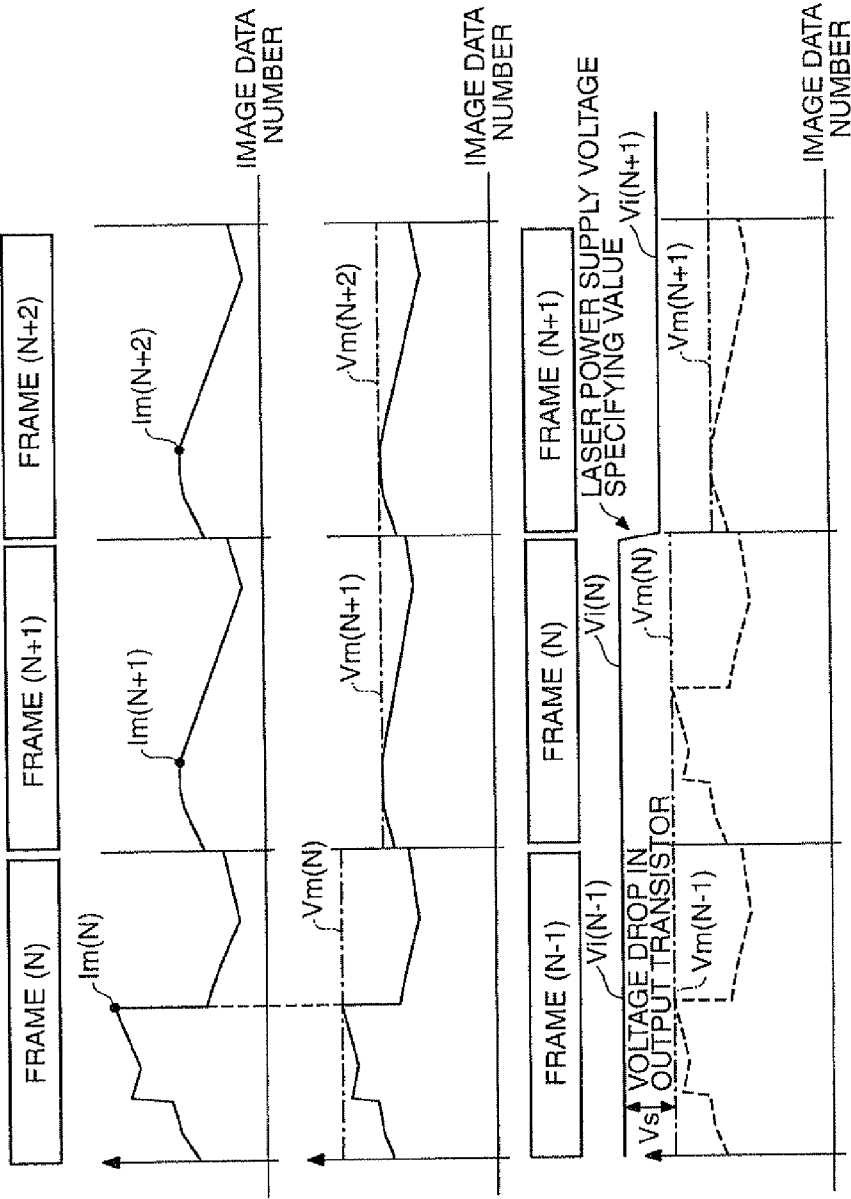 FRAME (N)
FRAME (N+1)
FRAME (N+2)
Im(N)
Im(N+1)
Im(N+2)
IMAGE DATA
NUMBER
Vm(N)
Vm(N+1)
Vm(N+2)
IMAGE DATA
NUMBER
FRAME (N-1)
FRAME (N)
FRAME (N+1)
Vi(N-1)
Vi(N)
LASER POWER SUPPLY VOLTAGE
SPECIFYING VALUE
Vi(N+1)
Vs
VOLTAGE DROP IN
OUTPUT TRANSISTOR
Vm(N-1)
Vm(N)
Vm(N+1)
IMAGE DATA
NUMBER